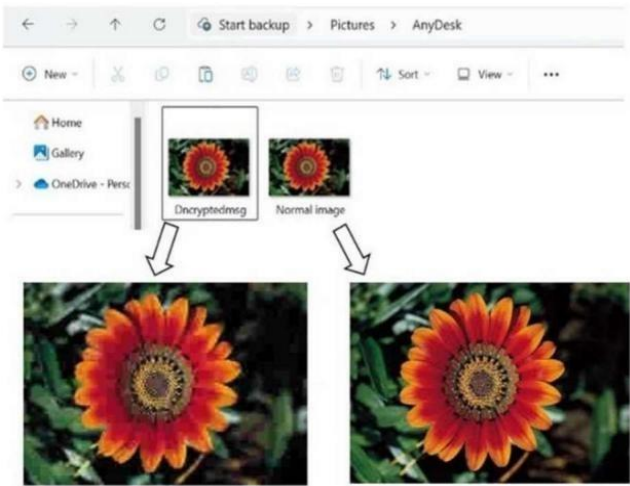 Start backup > Pictures > AnyDesk
New Sort View ...
Home
Gallery
> OneDrive - Perso
Dncryptedmsg Normal image